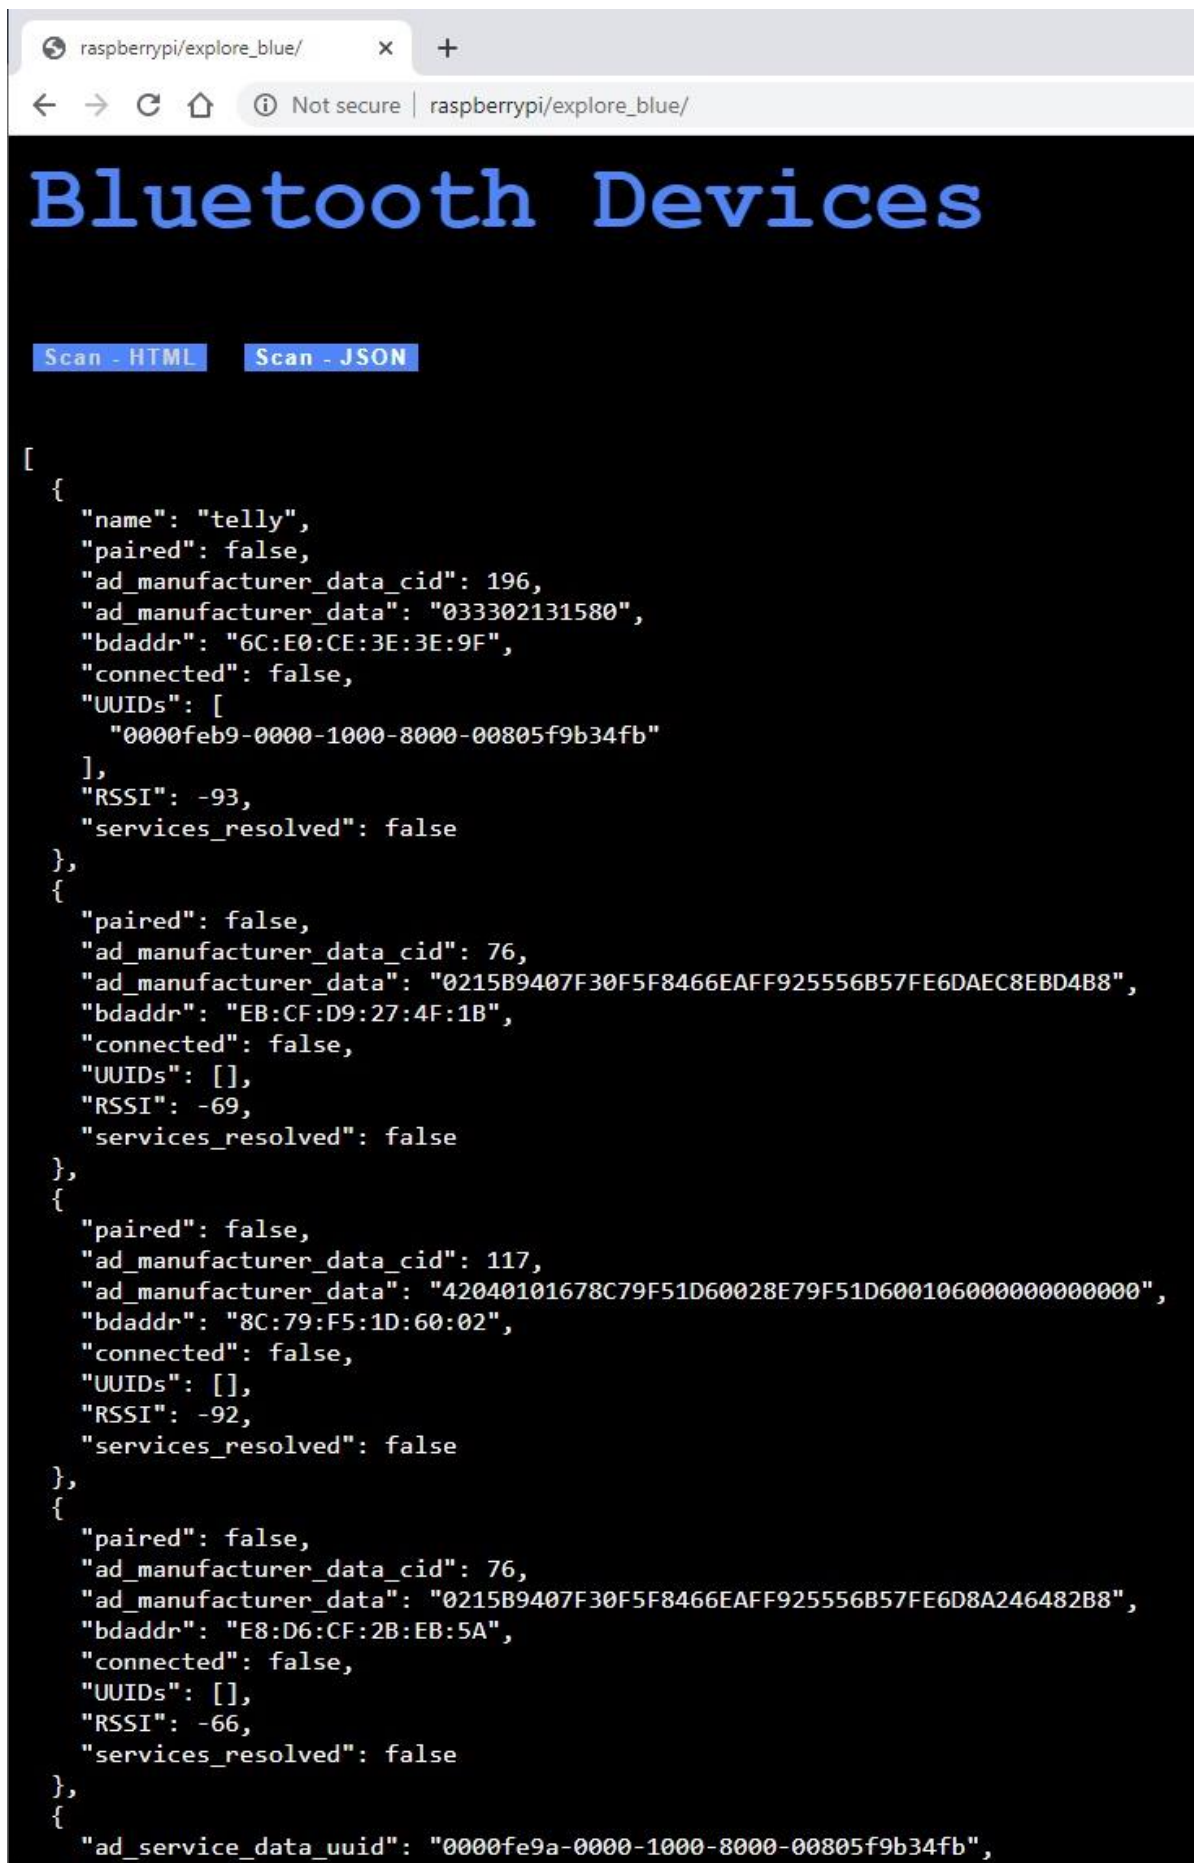 raspberrypi/explore_blue/
Not secure | raspberrypi/explore_blue/
Bluetooth Devices
Scan - HTML Scan - JSON
[
  {
    "name": "telly",
    "paired": false,
    "ad_manufacturer_data_cid": 196,
    "ad_manufacturer_data": "033302131580",
    "bdaddr": "6C:E0:CE:3E:3E:9F",
    "connected": false,
    "UUIDs": [
      "0000feb9-0000-1000-8000-00805f9b34fb"
    ],
    "RSSI": -93,
    "services_resolved": false
  },
  {
    "paired": false,
    "ad_manufacturer_data_cid": 76,
    "ad_manufacturer_data": "0215B9407F30F5F8466EAFF925556B57FE6DAEC8EBD4B8",
    "bdaddr": "EB:CF:D9:27:4F:1B",
    "connected": false,
    "UUIDs": [],
    "RSSI": -69,
    "services_resolved": false
  },
  {
    "paired": false,
    "ad_manufacturer_data_cid": 117,
    "ad_manufacturer_data": "42040101678C79F51D60028E79F51D600106000000000000",
    "bdaddr": "8C:79:F5:1D:60:02",
    "connected": false,
    "UUIDs": [],
    "RSSI": -92,
    "services_resolved": false
  },
  {
    "paired": false,
    "ad_manufacturer_data_cid": 76,
    "ad_manufacturer_data": "0215B9407F30F5F8466EAFF925556B57FE6D8A246482B8",
    "bdaddr": "E8:D6:CF:2B:EB:5A",
    "connected": false,
    "UUIDs": [],
    "RSSI": -66,
    "services_resolved": false
  },
  {
    "ad_service_data_uuid": "0000fe9a-0000-1000-8000-00805f9b34fb",